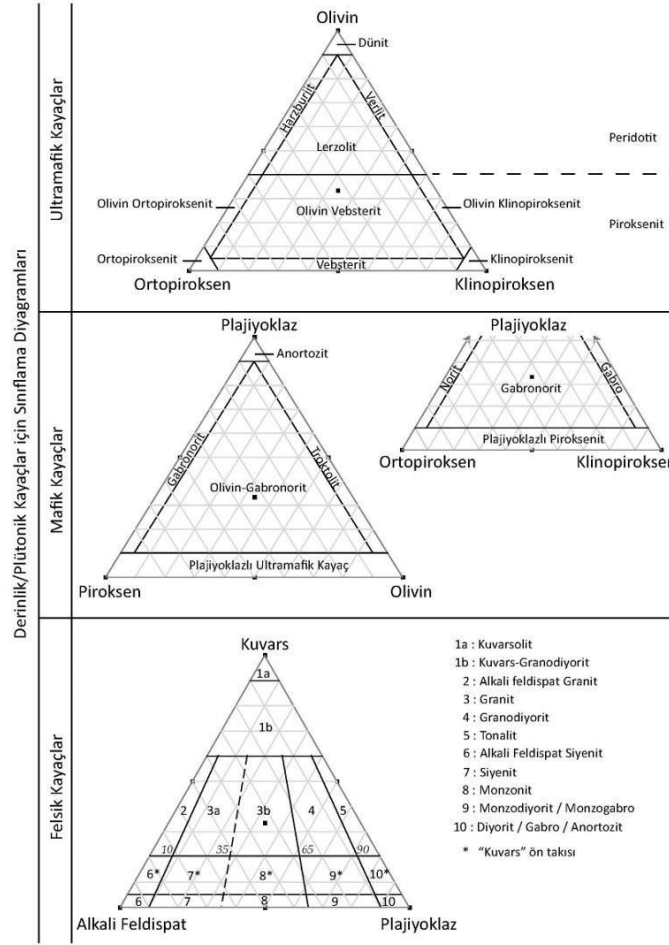 Derinlik/Plütonik Kayaçlar için Sınıflama Diyagramları
Ultramafik Kayaçlar
Olivin
Dünit
Harzburjit
Verlit
Lerzolit
Peridotit
Olivin Ortopiroksenit
Olivin Vebsterit
Olivin Klinopiroksenit
Piroksenit
Ortopiroksenit
Vebsterit
Klinopiroksenit
Ortopiroksen
Klinopiroksen
Mafik Kayaçlar
Plajiyoklaz
Anortozit
Gabronorit
Troktolit
Olivin-Gabronorit
Plajiyoklazlı Ultramafik Kayaç
Piroksen
Olivin
Plajiyoklaz
Norit
Gabro
Gabronorit
Plajiyoklazlı Piroksenit
Ortopiroksen
Klinopiroksen
Felsik Kayaçlar
Kuvars
1a
1b
2
3a
3b
4
5
10
35
65
90
6*
7*
8*
9*
10*
6
7
8
9
10
Alkali Feldispat
Plajiyoklaz
1a : Kuvarsolit
1b : Kuvars-Granodiyorit
2 : Alkali feldispat Granit
3 : Granit
4 : Granodiyorit
5 : Tonalit
6 : Alkali Feldispat Siyenit
7 : Siyenit
8 : Monzonit
9 : Monzodiyorit / Monzogabro
10 : Diyorit / Gabro / Anortozit
* "Kuvars" ön takısı